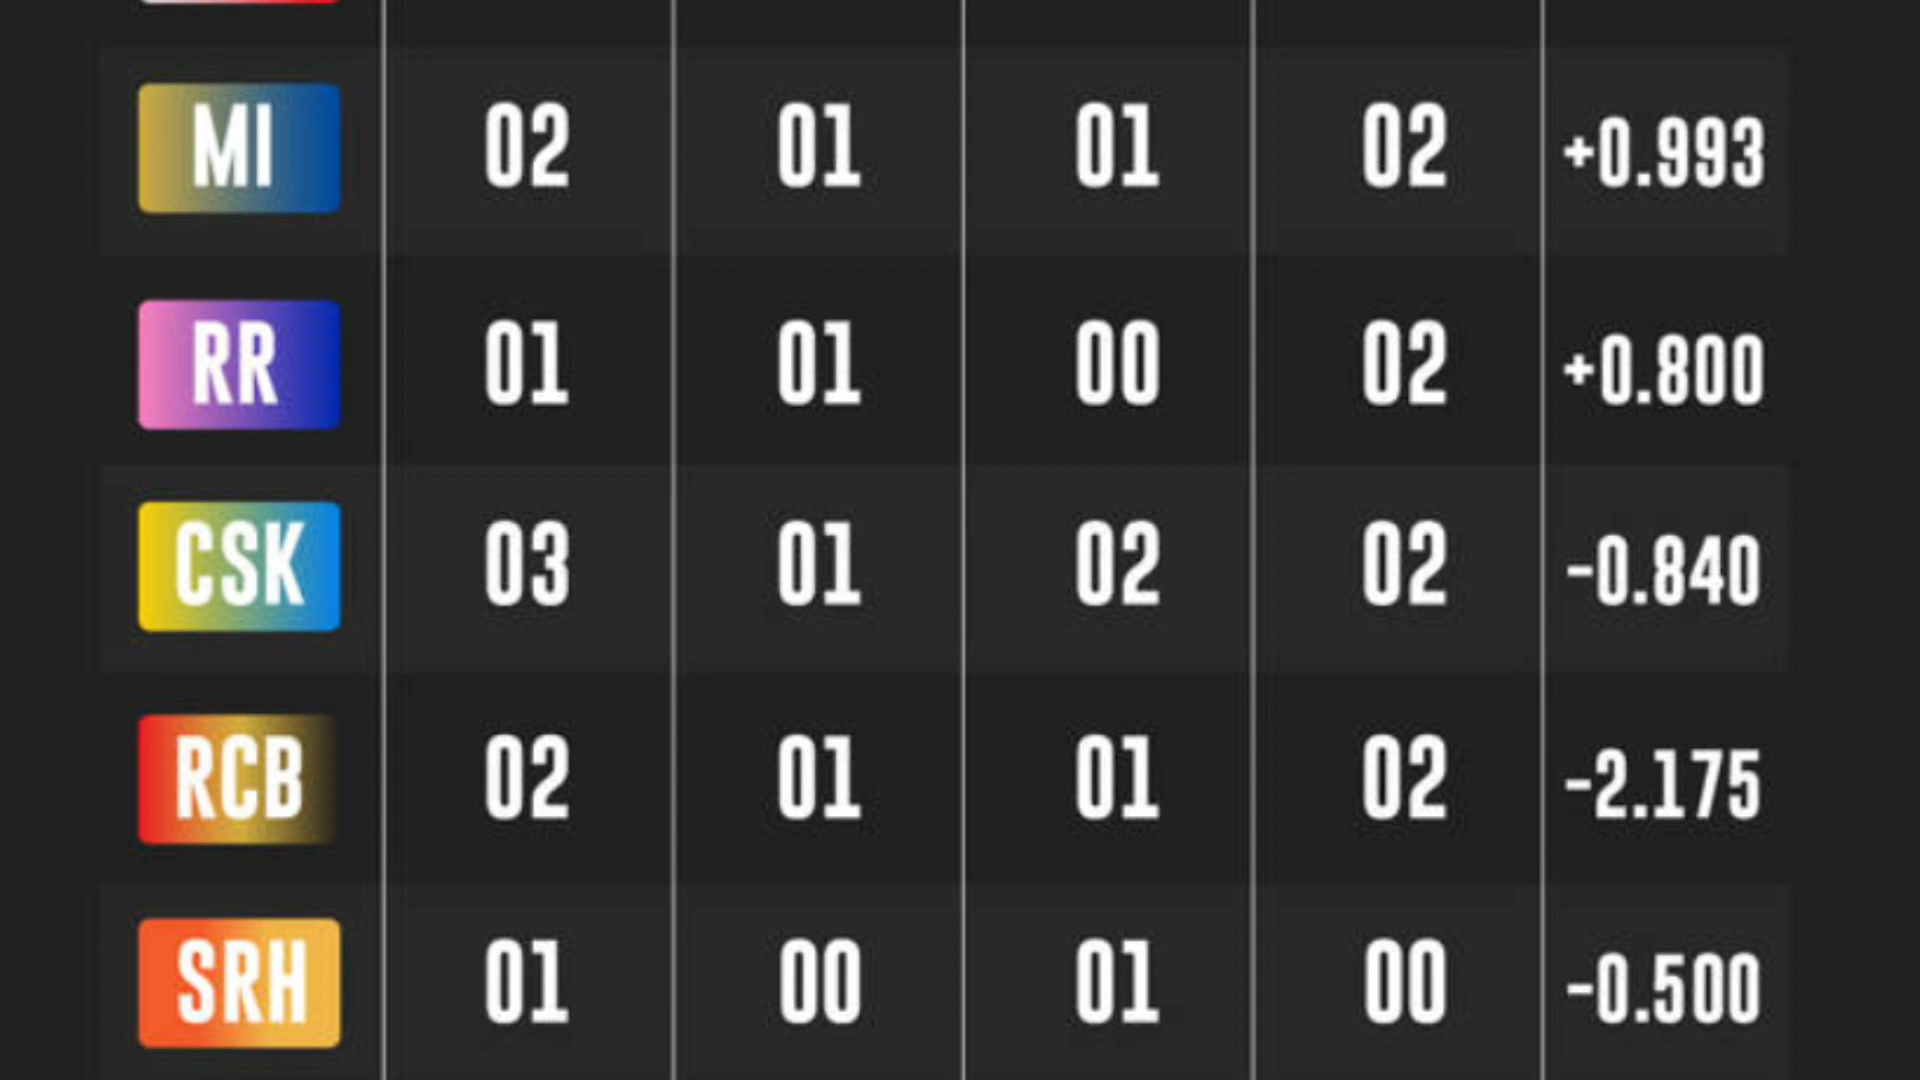 MI 02 01 01 02 +0.993
RR 01 01 00 02 +0.800
CSK 03 01 02 02 -0.840
RCB 02 01 01 02 -2.175
SRH 01 00 01 00 -0.500